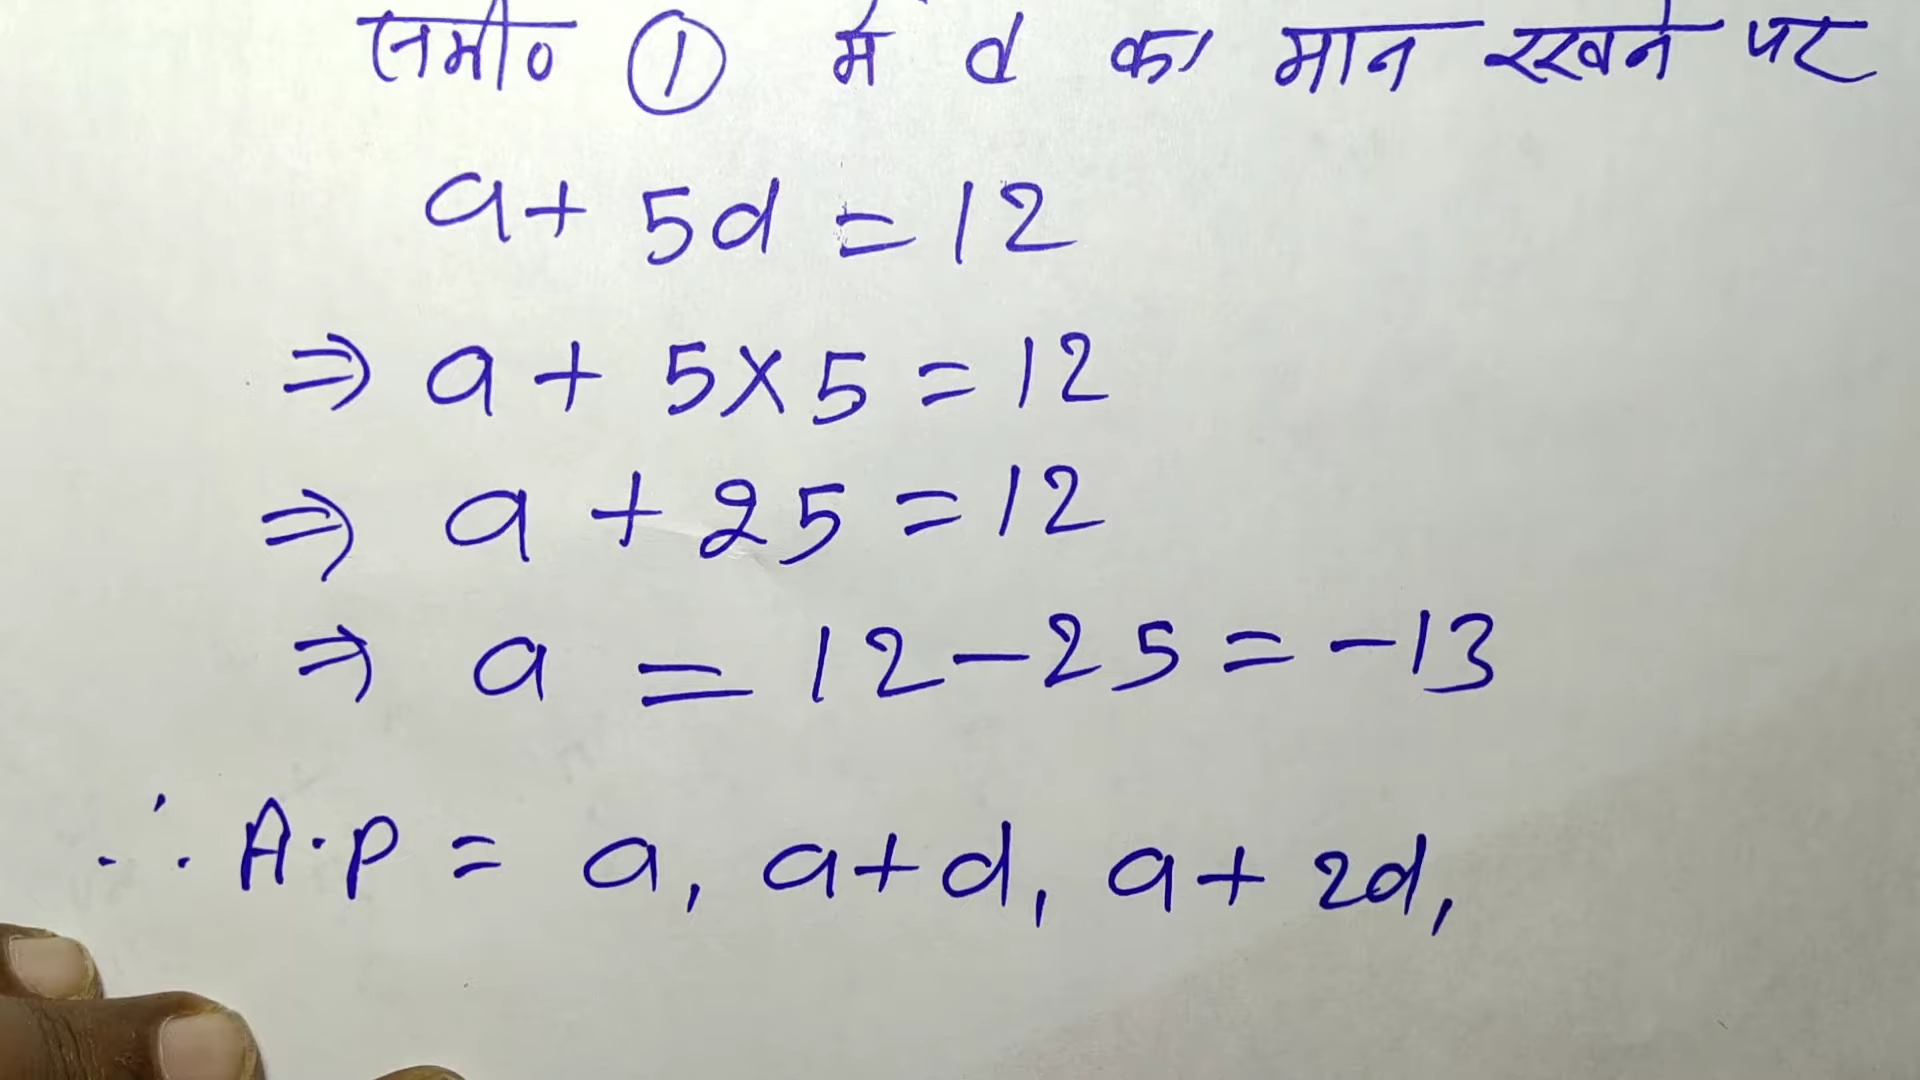 समी० ① में d का मान रखने पर
a + 5d = 12
⇒ a + 5×5 = 12
⇒ a + 25 = 12
⇒ a = 12 - 25 = -13
∴ A.P = a, a+d, a+2d,